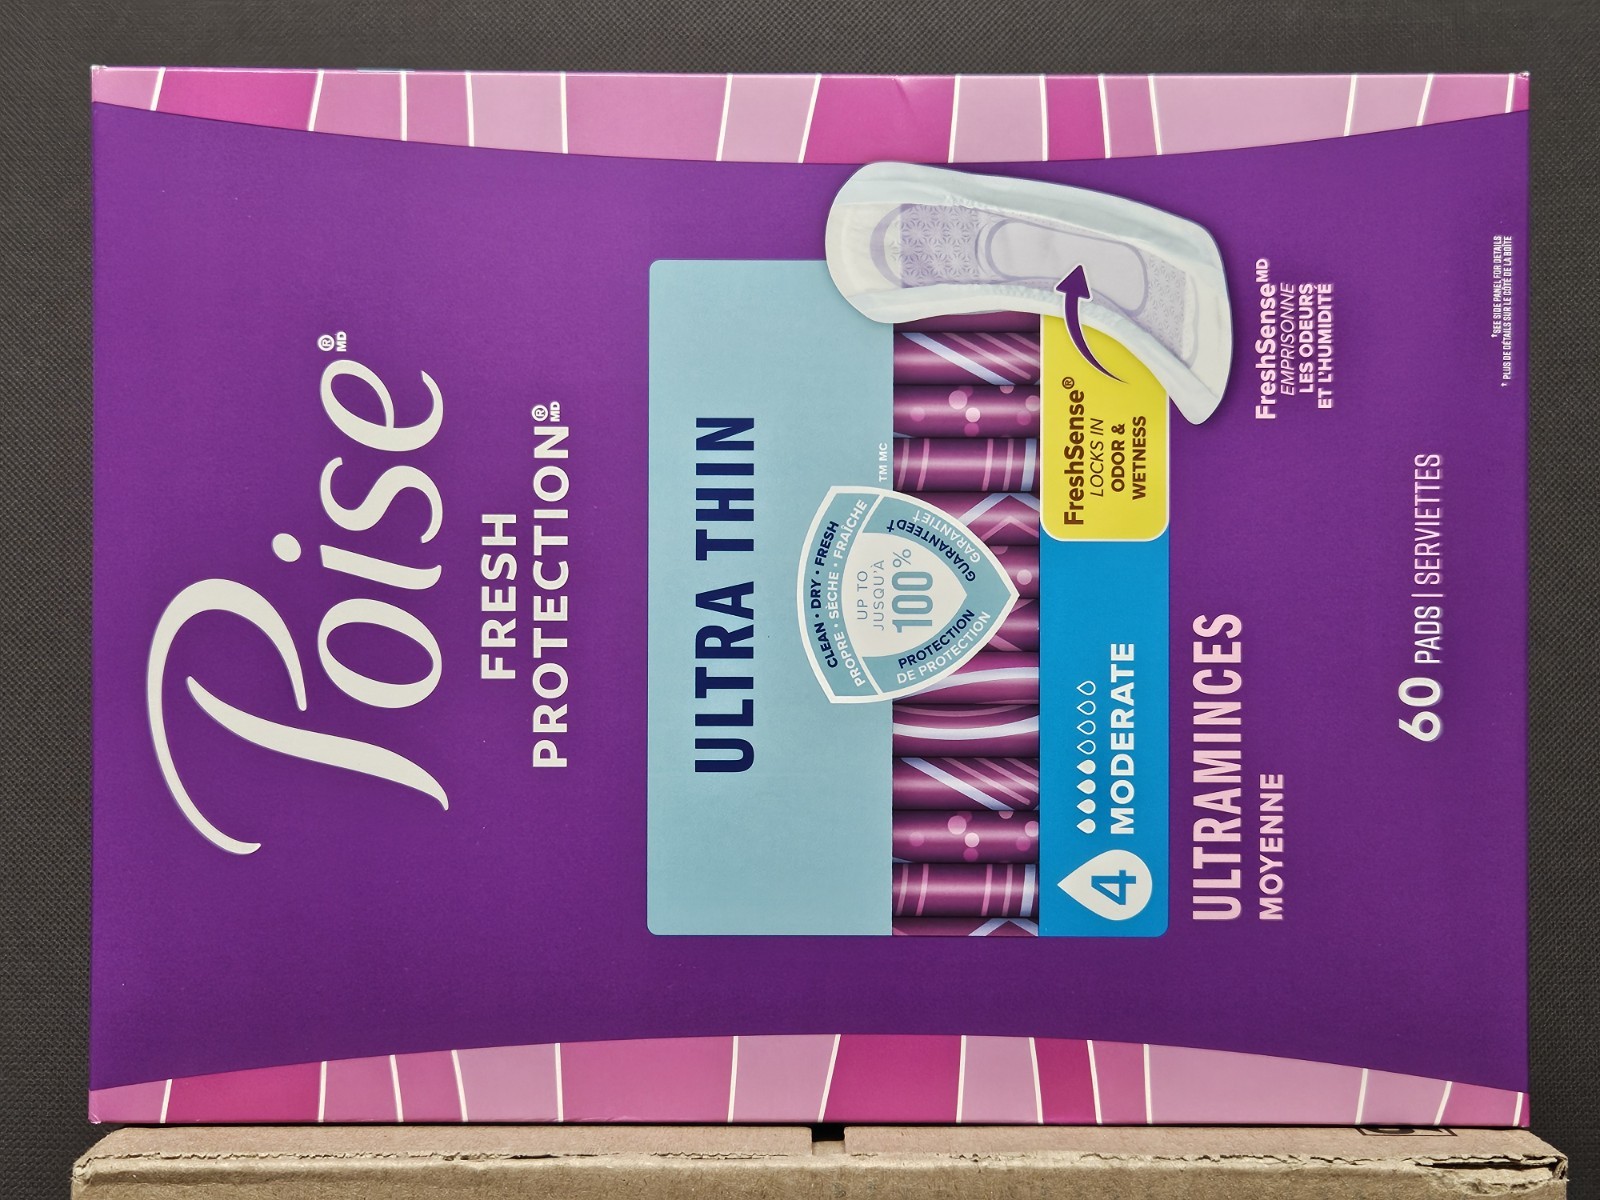 Poise®
MD
FRESH
PROTECTION®
MD
ULTRA THIN
CLEAN • DRY • FRESH
PROPRE • SÈCHE • FRAÎCHE
UP TO
JUSQU'À
100%
PROTECTION GUARANTEED†
DE PROTECTION GARANTIE†
TM MC
FreshSense®
LOCKS IN
ODOR &
WETNESS
4
MODERATE
ULTRAMINCES
MOYENNE
FreshSenseMD
EMPRISONNE
LES ODEURS
ET L'HUMIDITÉ
60 PADS | SERVIETTES
†SEE SIDE PANEL FOR DETAILS
† PLUS DE DÉTAILS SUR LE CÔTÉ DE LA BOÎTE